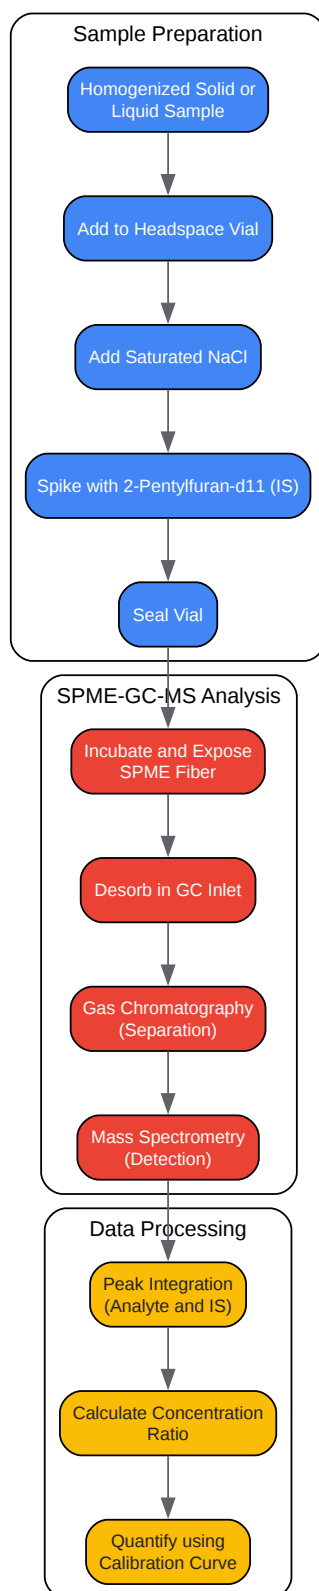 Sample Preparation
Homogenized Solid or
Liquid Sample
Add to Headspace Vial
Add Saturated NaCl
Spike with 2-Pentylfuran-d11 (IS)
Seal Vial
SPME-GC-MS Analysis
Incubate and Expose
SPME Fiber
Desorb in GC Inlet
Gas Chromatography
(Separation)
Mass Spectrometry
(Detection)
Data Processing
Peak Integration
(Analyte and IS)
Calculate Concentration
Ratio
Quantify using
Calibration Curve